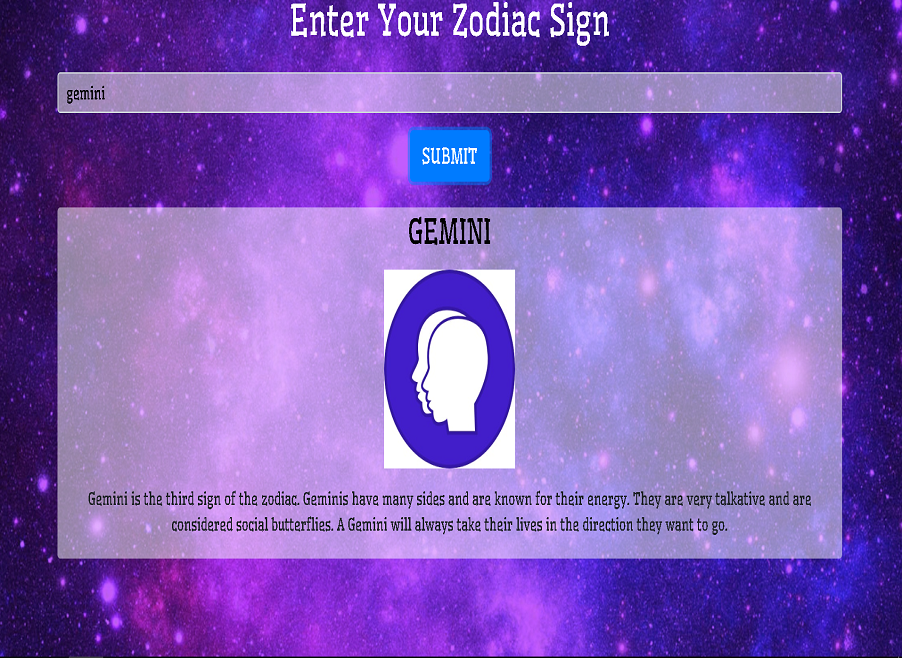 Enter Your Zodiac Sign
gemini
SUBMIT
GEMINI
Gemini is the third sign of the zodiac. Geminis have many sides and are known for their energy. They are very talkative and are
considered social butterflies. A Gemini will always take their lives in the direction they want to go.